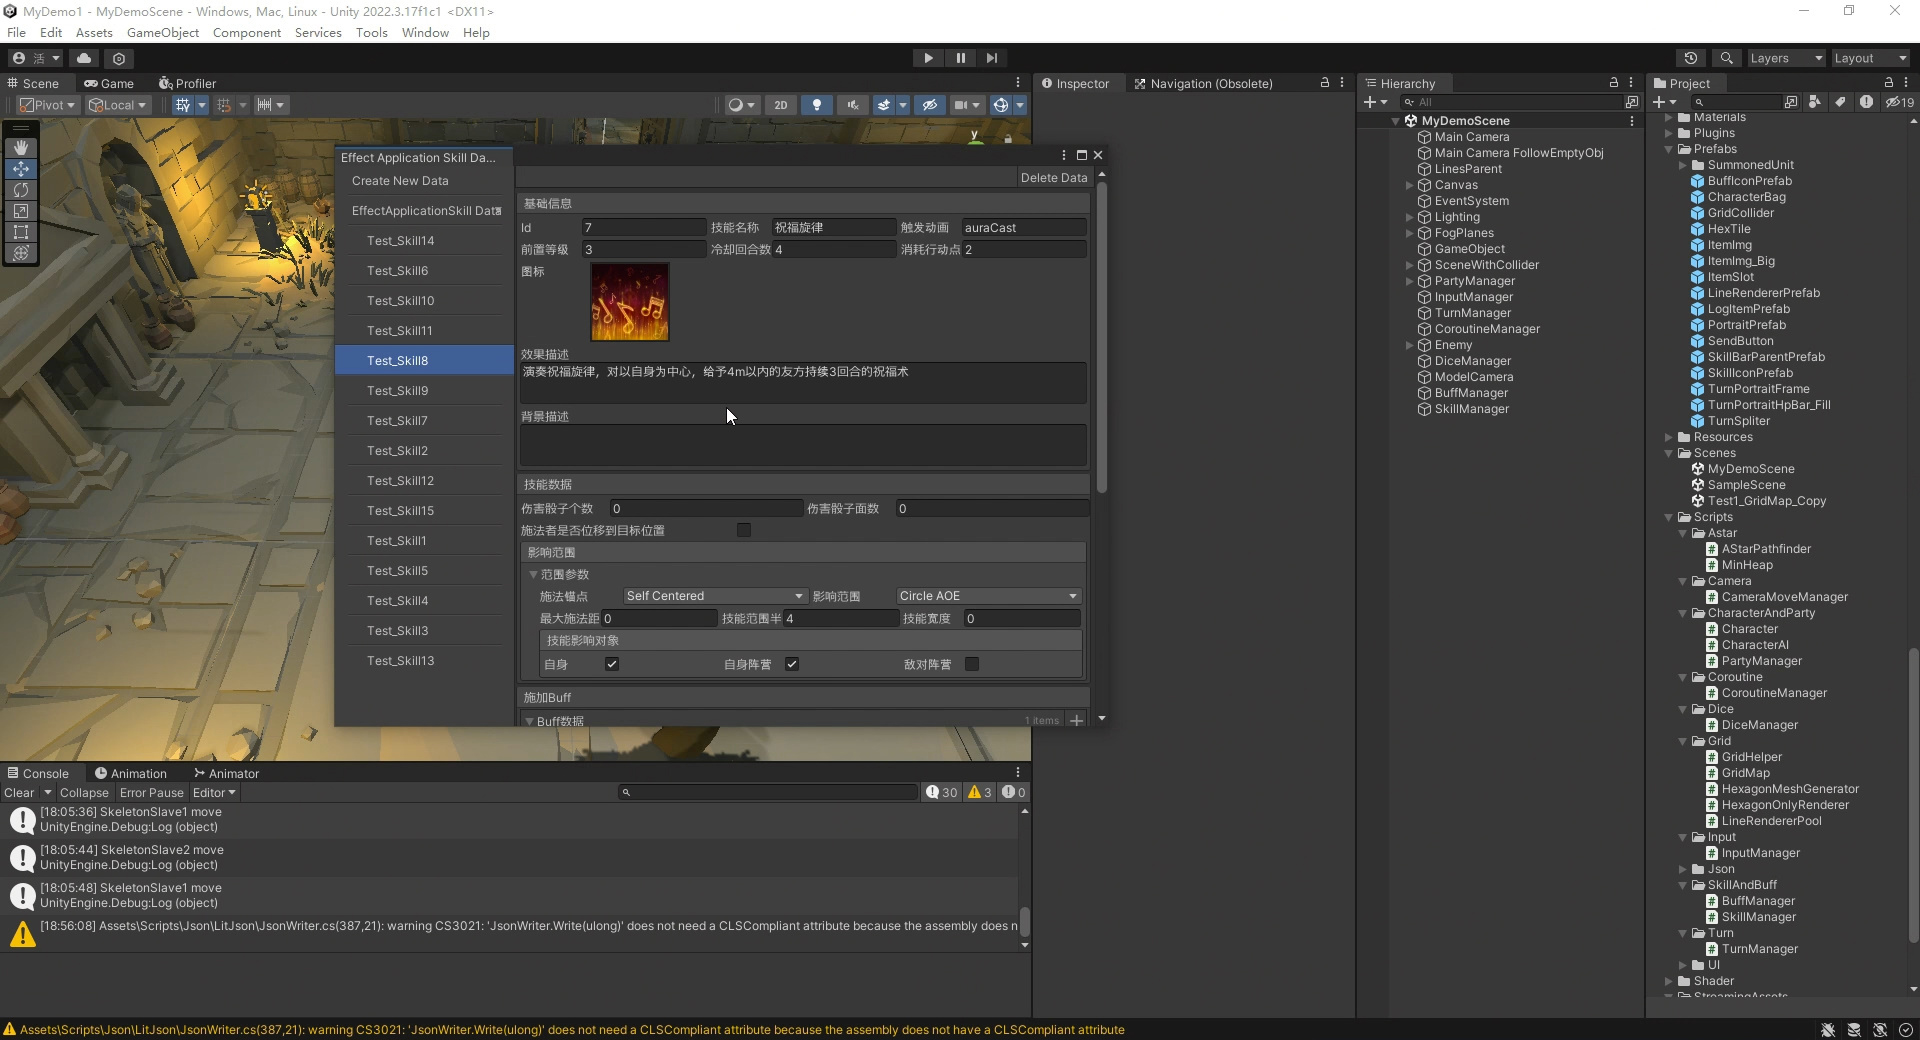 MyDemo1 - MyDemoScene - Windows, Mac, Linux - Unity 2022.3.17f1c1 <DX11>
File Edit Assets GameObject Component Services Tools Window Help
活
Layers
Layout
Scene
Game
Profiler
Pivot
Local
2D
y
Effect Application Skill Da...
Create New Data
EffectApplicationSkill Data
Test_Skill14
Test_Skill6
Test_Skill10
Test_Skill11
Test_Skill8
Test_Skill9
Test_Skill7
Test_Skill2
Test_Skill12
Test_Skill15
Test_Skill1
Test_Skill5
Test_Skill4
Test_Skill3
Test_Skill13
Delete Data
基础信息
Id 7 技能名称 祝福旋律 触发动画 auraCast
前置等级 3 冷却回合数 4 消耗行动点 2
图标
效果描述
演奏祝福旋律，对以自身为中心，给予4m以内的友方持续3回合的祝福术
背景描述
技能数据
伤害骰子个数 0 伤害骰子面数 0
施法者是否位移到目标位置
影响范围
范围参数
施法锚点 Self Centered 影响范围 Circle AOE
最大施法距 0 技能范围半 4 技能宽度 0
技能影响对象
自身 自身阵营 敌对阵营
施加Buff
Buff数据 1 items
Console
Animation
Animator
Clear Collapse Error Pause Editor
30 3 0
[18:05:36] SkeletonSlave1 move
UnityEngine.Debug:Log (object)
[18:05:44] SkeletonSlave2 move
UnityEngine.Debug:Log (object)
[18:05:48] SkeletonSlave1 move
UnityEngine.Debug:Log (object)
[18:56:08] Assets\Scripts\Json\LitJson\JsonWriter.cs(387,21): warning CS3021: 'JsonWriter.Write(ulong)' does not need a CLSCompliant attribute because the assembly does n
Inspector
Navigation (Obsolete)
Hierarchy
All
MyDemoScene
Main Camera
Main Camera FollowEmptyObj
LinesParent
Canvas
EventSystem
Lighting
FogPlanes
GameObject
SceneWithCollider
PartyManager
InputManager
TurnManager
CoroutineManager
Enemy
DiceManager
ModelCamera
BuffManager
SkillManager
Project
19
Materials
Plugins
Prefabs
SummonedUnit
BuffIconPrefab
CharacterBag
GridCollider
HexTile
ItemImg
ItemImg_Big
ItemSlot
LineRendererPrefab
LogItemPrefab
PortraitPrefab
SendButton
SkillBarParentPrefab
SkillIconPrefab
TurnPortraitFrame
TurnPortraitHpBar_Fill
TurnSpliter
Resources
Scenes
MyDemoScene
SampleScene
Test1_GridMap_Copy
Scripts
Astar
AStarPathfinder
MinHeap
Camera
CameraMoveManager
CharacterAndParty
Character
CharacterAI
PartyManager
Coroutine
CoroutineManager
Dice
DiceManager
Grid
GridHelper
GridMap
HexagonMeshGenerator
HexagonOnlyRenderer
LineRendererPool
Input
InputManager
Json
SkillAndBuff
BuffManager
SkillManager
Turn
TurnManager
UI
Shader
StreamingAssets
Assets\Scripts\Json\LitJson\JsonWriter.cs(387,21): warning CS3021: 'JsonWriter.Write(ulong)' does not need a CLSCompliant attribute because the assembly does not have a CLSCompliant attribute